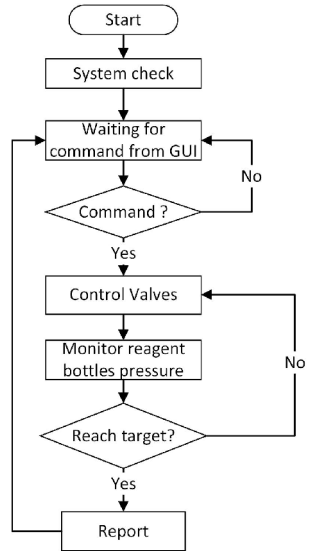 Start
System check
Waiting for
command from GUI
No
Command ?
Yes
Control Valves
Monitor reagent
bottles pressure
No
Reach target?
Yes
Report